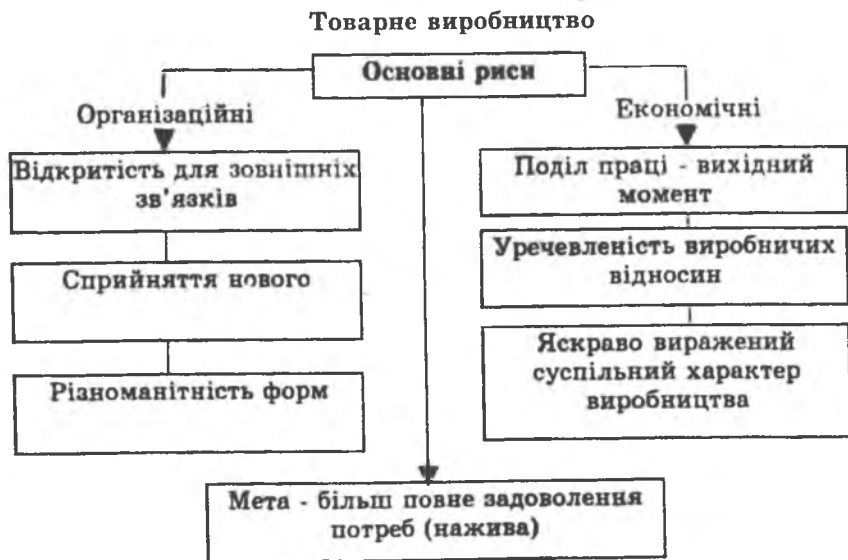 Товарне виробництво
Основні риси
Організаційні
Відкритість для зовнішніх
зв'язків
Сприйняття нового
Різноманітність форм
Економічні
Поділ праці - вихідний
момент
Уречевленість виробничих
відносин
Яскраво виражений
суспільний характер
виробництва
Мета - більш повне задоволення
потреб (нажива)